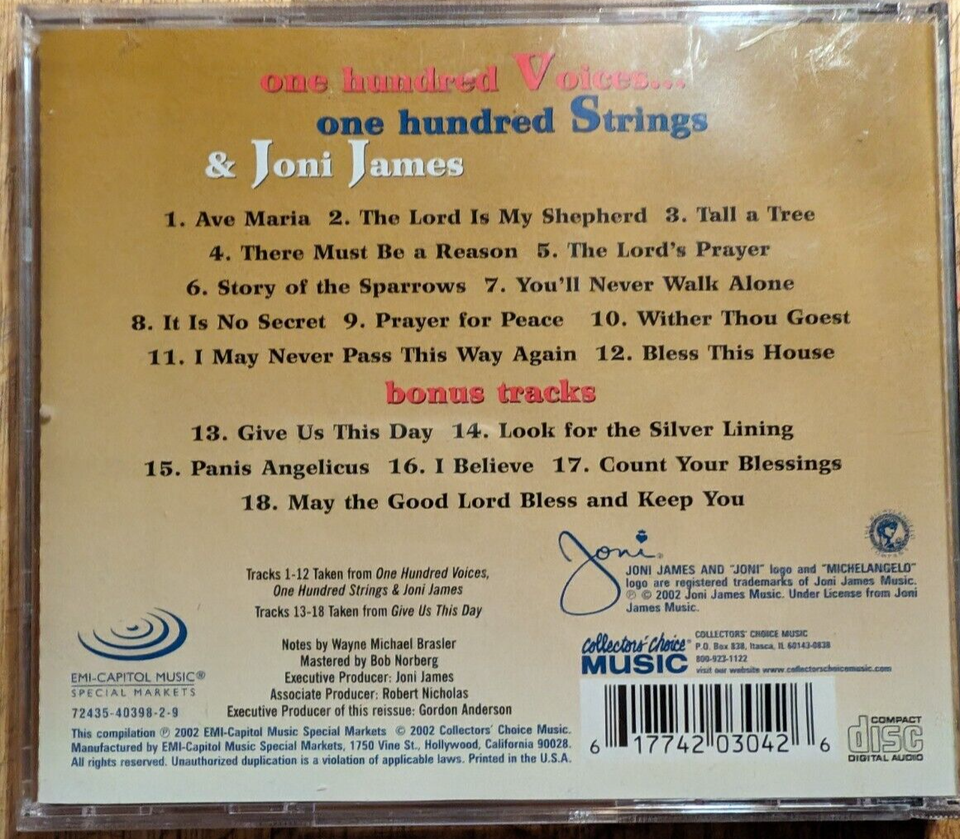 one hundred Voices...
one hundred Strings
& Joni James
1. Ave Maria 2. The Lord Is My Shepherd 3. Tall a Tree
4. There Must Be a Reason 5. The Lord's Prayer
6. Story of the Sparrows 7. You'll Never Walk Alone
8. It Is No Secret 9. Prayer for Peace 10. Wither Thou Goest
11. I May Never Pass This Way Again 12. Bless This House
bonus tracks
13. Give Us This Day 14. Look for the Silver Lining
15. Panis Angelicus 16. I Believe 17. Count Your Blessings
18. May the Good Lord Bless and Keep You
Tracks 1-12 Taken from One Hundred Voices,
One Hundred Strings & Joni James
Tracks 13-18 Taken from Give Us This Day
Notes by Wayne Michael Brasler
Mastered by Bob Norberg
Executive Producer: Joni James
Associate Producer: Robert Nicholas
Executive Producer of this reissue: Gordon Anderson
EMI-CAPITOL MUSIC®
SPECIAL MARKETS
72435-40398-2-9
This compilation ℗ 2002 EMI-Capitol Music Special Markets © 2002 Collectors' Choice Music.
Manufactured by EMI-Capitol Music Special Markets, 1750 Vine St., Hollywood, California 90028.
All rights reserved. Unauthorized duplication is a violation of applicable laws. Printed in the U.S.A.
Joni®
JONI JAMES AND "JONI" logo and "MICHELANGELO"
logo are registered trademarks of Joni James Music.
℗ © 2002 Joni James Music. Under License from Joni
James Music.
Collectors' Choice®
MUSIC
COLLECTORS' CHOICE MUSIC
P.O. Box 838, Itasca, IL 60143-0838
800-923-1122
visit our website www.collectorschoicemusic.com
6 17742 03042 6
COMPACT
disc
DIGITAL AUDIO